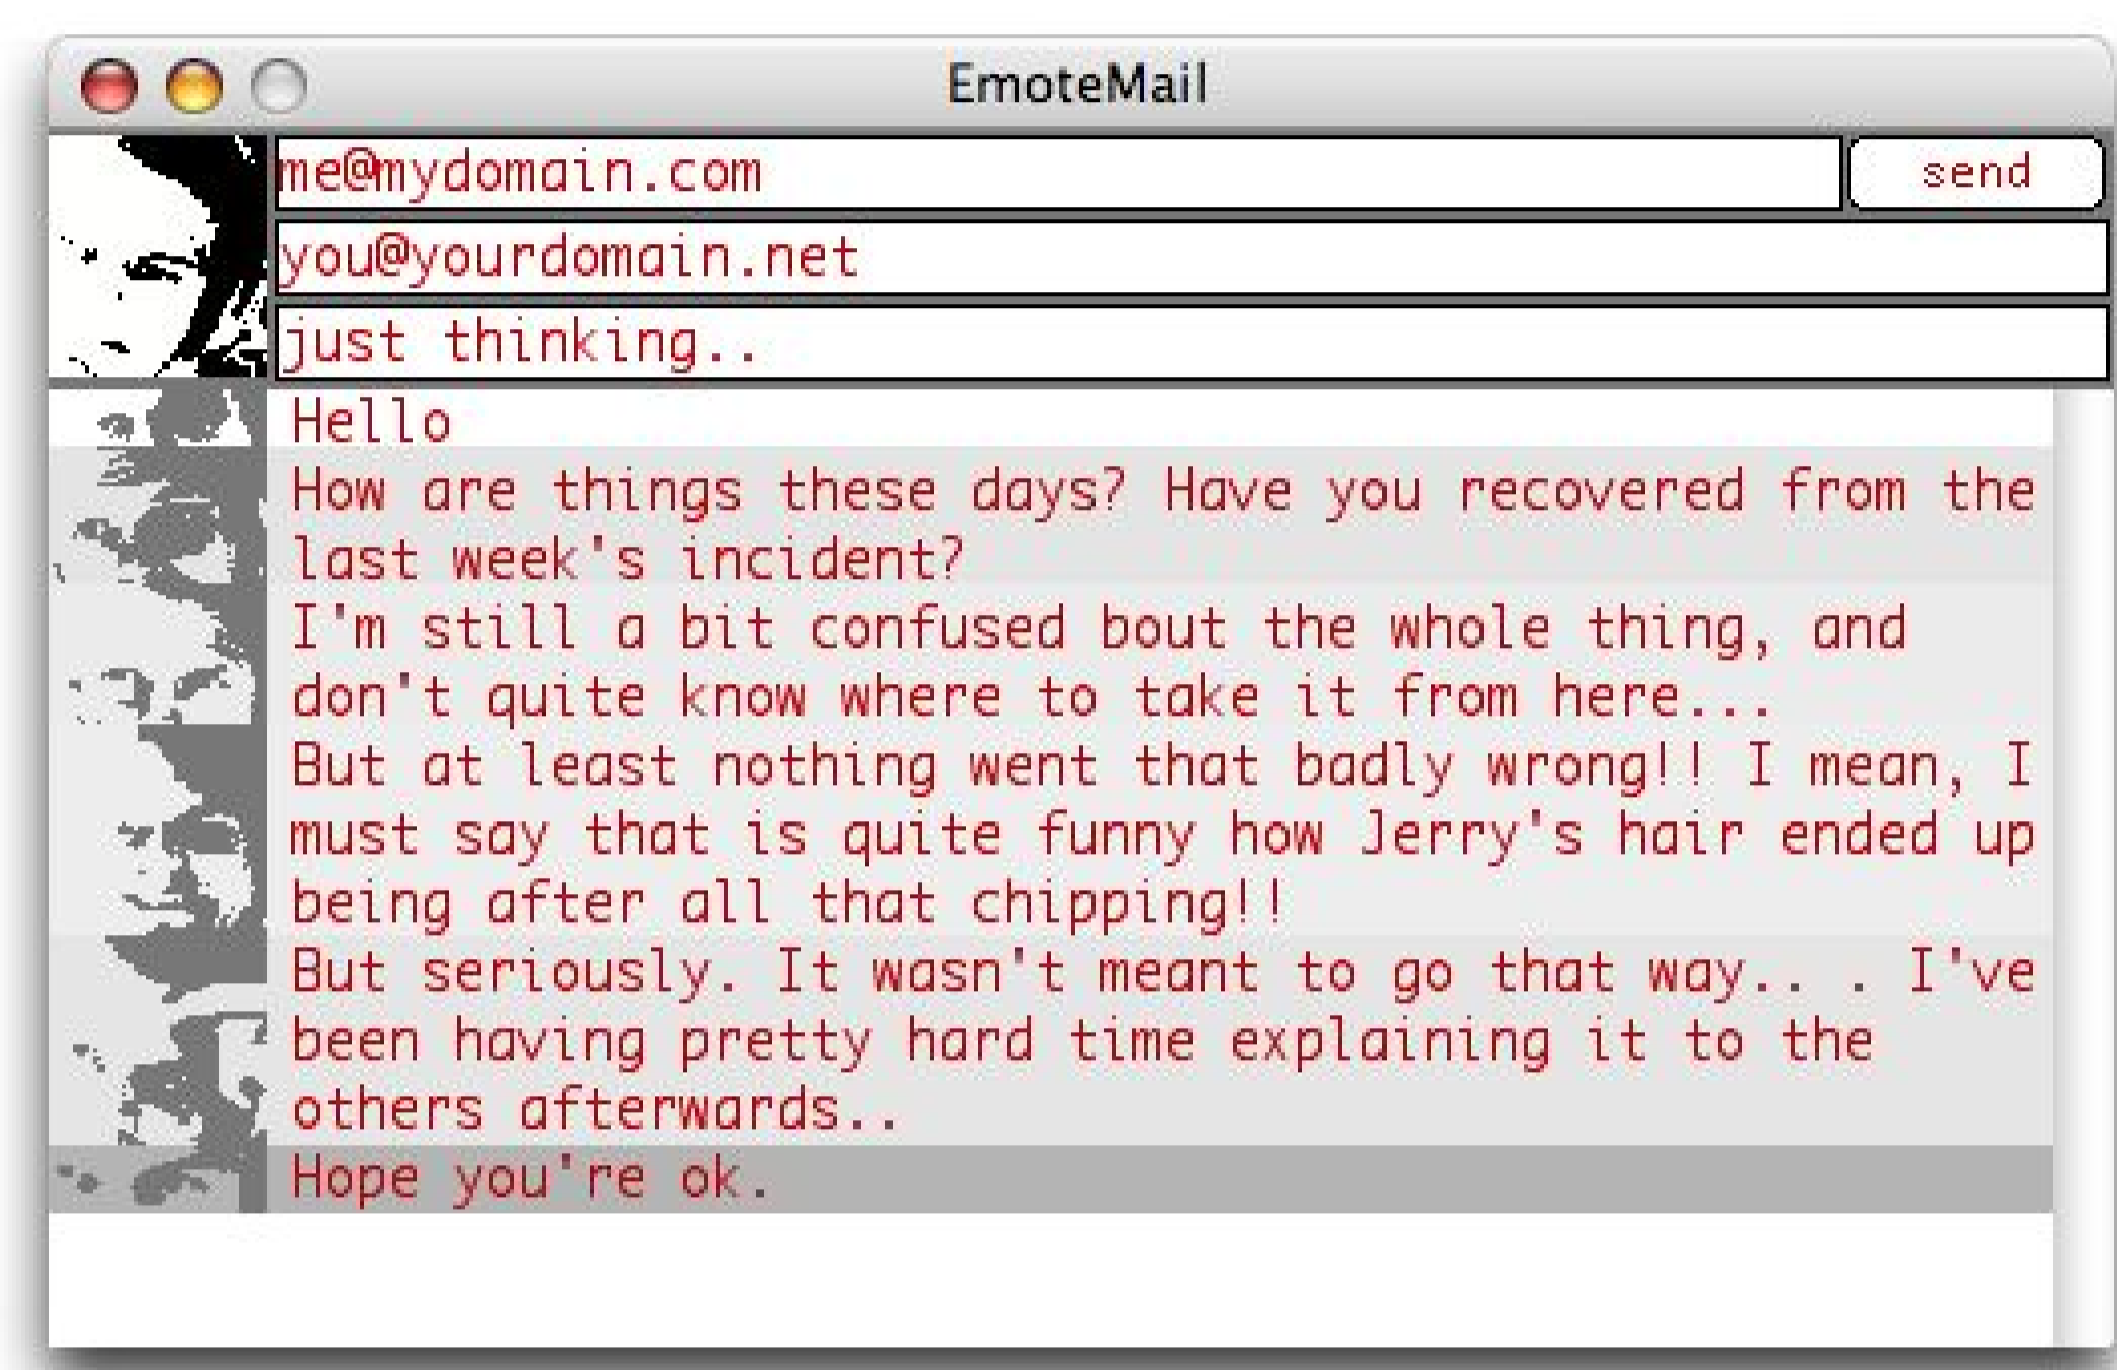 EmoteMail
me@mydomain.com
send
you@yourdomain.net
just thinking..
Hello
How are things these days? Have you recovered from the
last week's incident?
I'm still a bit confused bout the whole thing, and
don't quite know where to take it from here...
But at least nothing went that badly wrong!! I mean, I
must say that is quite funny how Jerry's hair ended up
being after all that chipping!!
But seriously. It wasn't meant to go that way.. . I've
been having pretty hard time explaining it to the
others afterwards..
Hope you're ok.